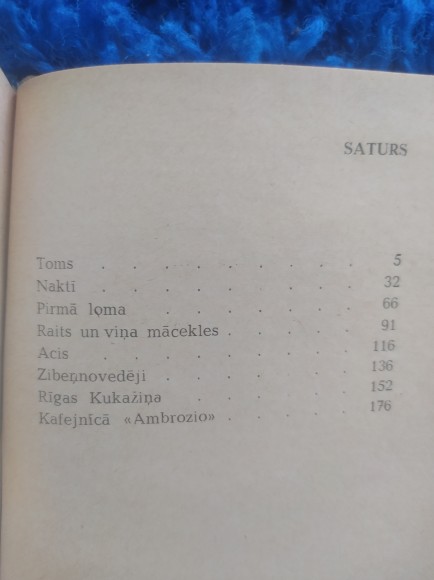 SATURS
Toms . . . . . . . . 5
Naktī . . . . . . . . 32
Pirmā loma . . . . . . 66
Raits un viņa mācekles . . . . . 91
Acis . . . . . . . . 116
Zibeņnovedēji . . . . . . 136
Rīgas Kukažiņa . . . . . 152
Kafejnīcā «Ambrozio» . . . . . 176